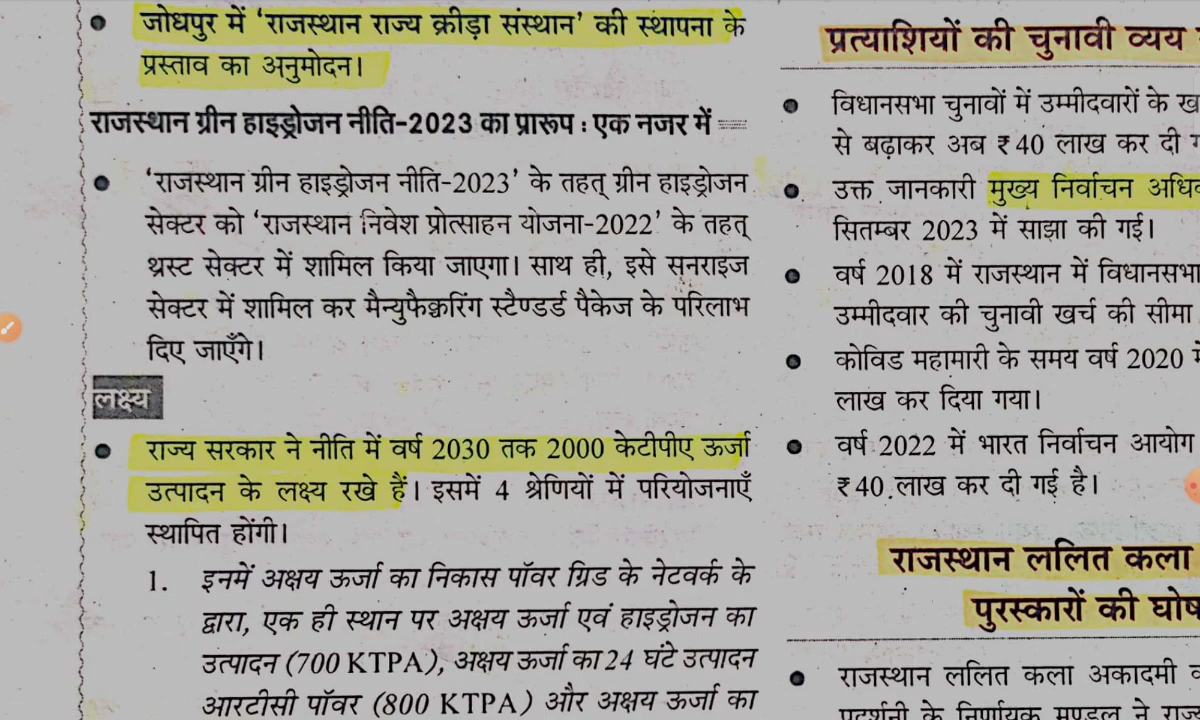 जोधपुर में ‘राजस्थान राज्य क्रीड़ा संस्थान’ की स्थापना के
प्रस्ताव का अनुमोदन।
राजस्थान ग्रीन हाइड्रोजन नीति-2023 का प्रारूप : एक नजर में
‘राजस्थान ग्रीन हाइड्रोजन नीति-2023’ के तहत् ग्रीन हाइड्रोजन
सेक्टर को ‘राजस्थान निवेश प्रोत्साहन योजना-2022’ के तहत्
थ्रस्ट सेक्टर में शामिल किया जाएगा। साथ ही, इसे सनराइज
सेक्टर में शामिल कर मैन्युफैक्चरिंग स्टैण्डर्ड पैकेज के परिलाभ
दिए जाएँगे।
लक्ष्य
राज्य सरकार ने नीति में वर्ष 2030 तक 2000 केटीपीए ऊर्जा
उत्पादन के लक्ष्य रखे हैं। इसमें 4 श्रेणियों में परियोजनाएँ
स्थापित होंगी।
1. इनमें अक्षय ऊर्जा का निकास पॉवर ग्रिड के नेटवर्क के
द्वारा, एक ही स्थान पर अक्षय ऊर्जा एवं हाइड्रोजन का
उत्पादन (700 KTPA), अक्षय ऊर्जा का 24 घंटे उत्पादन
आरटीसी पॉवर (800 KTPA) और अक्षय ऊर्जा का
प्रत्याशियों की चुनावी व्यय
विधानसभा चुनावों में उम्मीदवारों के
से बढ़ाकर अब ₹ 40 लाख कर दी
उक्त जानकारी मुख्य निर्वाचन
सितम्बर 2023 में साझा की गई।
वर्ष 2018 में राजस्थान में विधानसभा
उम्मीदवार की चुनावी खर्च की सीमा
कोविड महामारी के समय वर्ष 2020
लाख कर दिया गया।
वर्ष 2022 में भारत निर्वाचन आयोग
₹ 40 लाख कर दी गई है।
राजस्थान ललित कला
पुरस्कारों की
राजस्थान ललित कला अकादमी
प्रदर्शनी के निर्णायक मण्डल ने